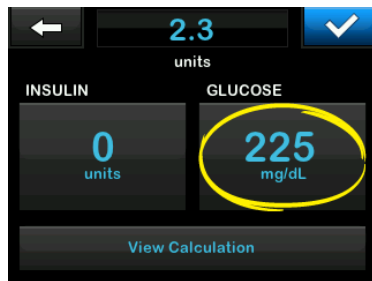 2.3
units
INSULIN GLUCOSE
0 225
units mg/dL
View Calculation